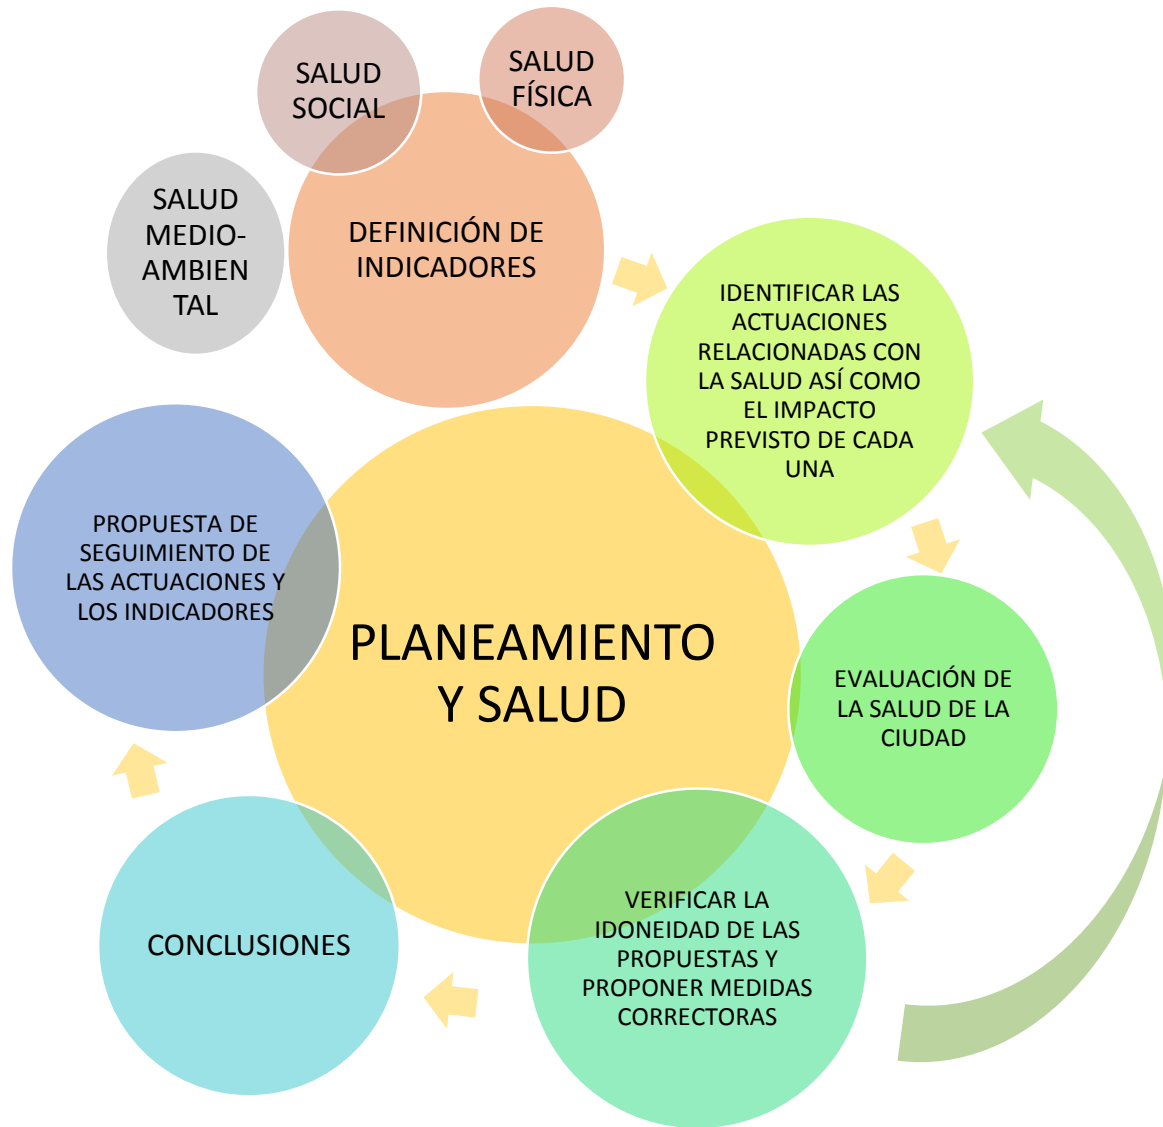 SALUD
SOCIAL
SALUD
FÍSICA
SALUD
MEDIO-
AMBIEN
TAL
DEFINICIÓN DE
INDICADORES
IDENTIFICAR LAS
ACTUACIONES
RELACIONADAS CON
LA SALUD ASÍ COMO
EL IMPACTO
PREVISTO DE CADA
UNA
PROPUESTA DE
SEGUIMIENTO DE
LAS ACTUACIONES Y
LOS INDICADORES
PLANEAMIENTO
Y SALUD
EVALUACIÓN DE
LA SALUD DE LA
CIUDAD
VERIFICAR LA
IDONEIDAD DE LAS
PROPUESTAS Y
PROPONER MEDIDAS
CORRECTORAS
CONCLUSIONES